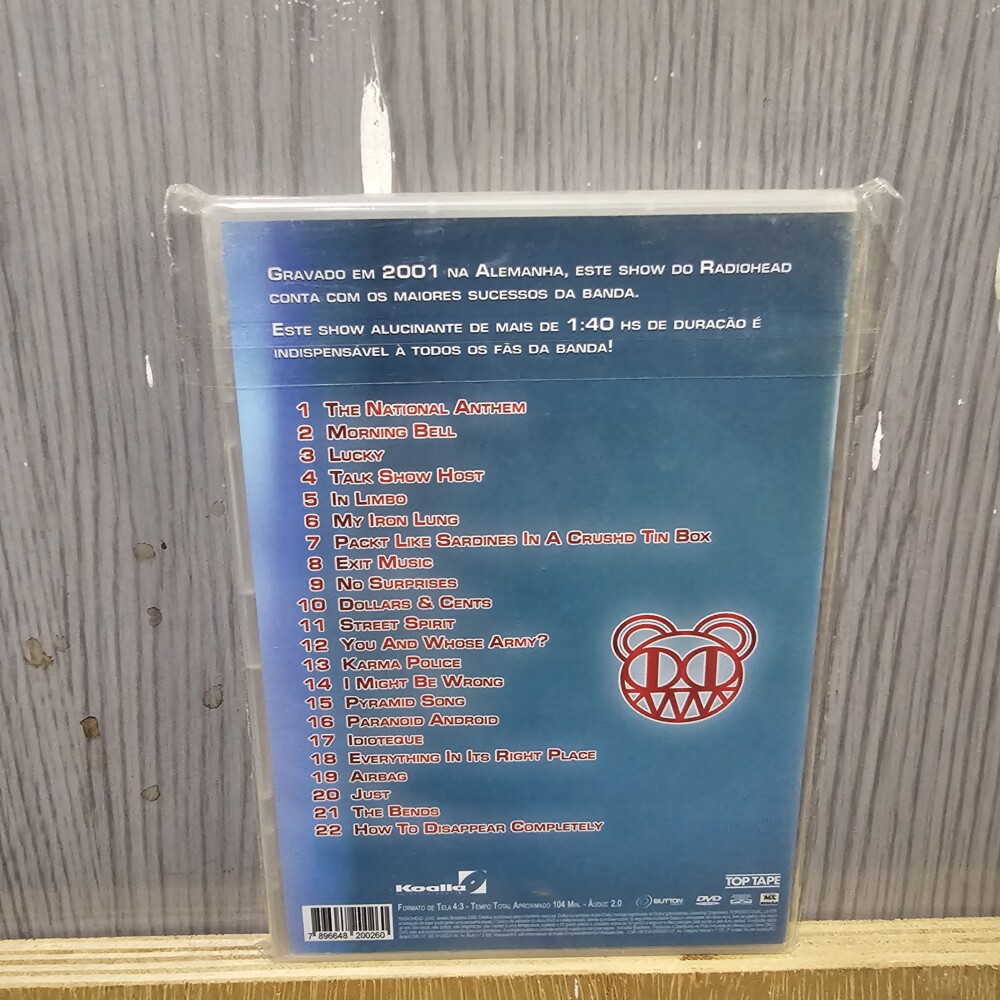 Gravado em 2001 na Alemanha, este show do Radiohead
conta com os maiores sucessos da banda.
Este show alucinante de mais de 1:40 hs de duração é
indispensável à todos os fãs da banda!
1 The National Anthem
2 Morning Bell
3 Lucky
4 Talk Show Host
5 In Limbo
6 My Iron Lung
7 Packt Like Sardines In A Crushd Tin Box
8 Exit Music
9 No Surprises
10 Dollars & Cents
11 Street Spirit
12 You And Whose Army?
13 Karma Police
14 I Might Be Wrong
15 Pyramid Song
16 Paranoid Android
17 Idioteque
18 Everything In Its Right Place
19 Airbag
20 Just
21 The Bends
22 How To Disappear Completely
Koalla
TOP TAPE
Formato de Tela 4:3 - Tempo Total Aproximado 104 Min. - Áudio: 2.0
BUTTON
DVD
7 896648 200260